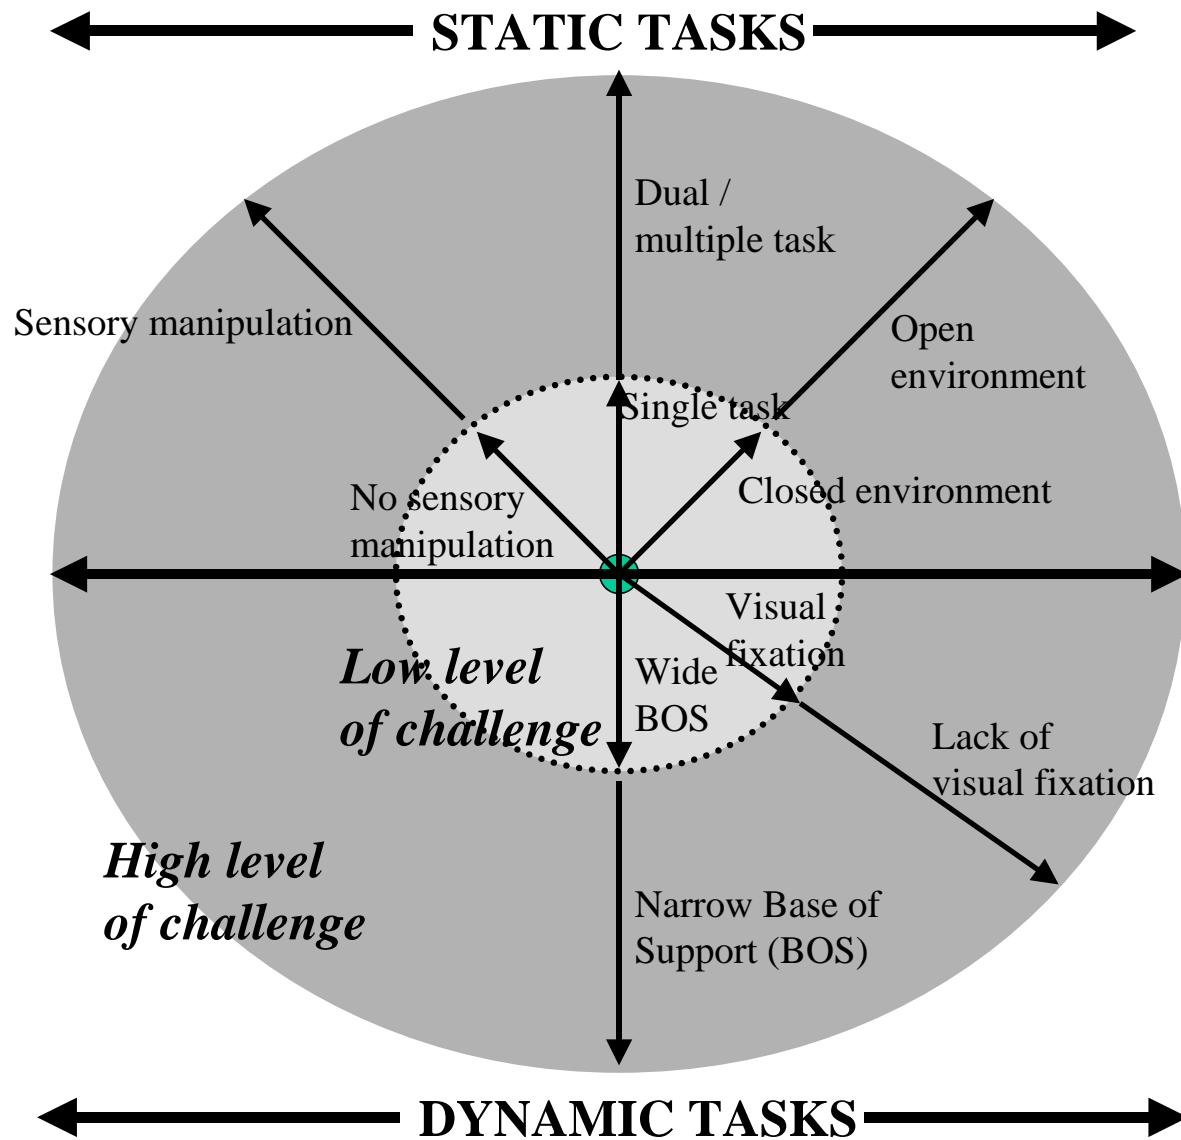 STATIC TASKS
Dual /
multiple task
Sensory manipulation
Open
environment
Single task
No sensory
manipulation
Closed environment
Visual
fixation
Low level
of challenge
Wide
BOS
Lack of
visual fixation
High level
of challenge
Narrow Base of
Support (BOS)
DYNAMIC TASKS